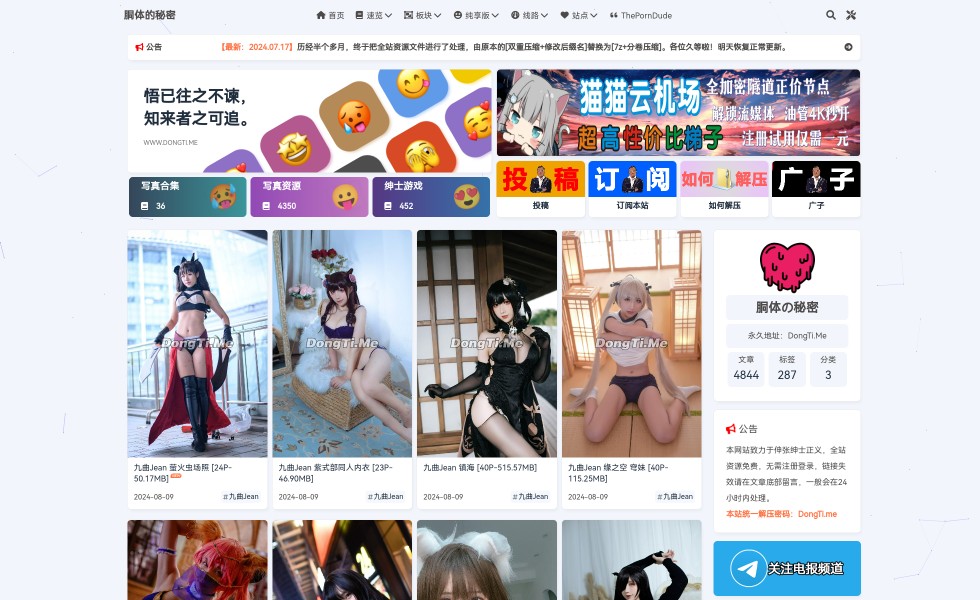 胴体的秘密
首页 速览 板块 纯享版 线路 站点 ThePornDude
公告
【最新：2024.07.17】历经半个多月，终于把全站资源文件进行了处理，由原本的[双重压缩+修改后缀名]替换为[7z+分卷压缩]。各位久等啦！明天恢复正常更新。
悟已往之不谏，
知来者之可追。
WWW.DONGTI.ME
猫猫云机场
超高性价比梯子
全加密隧道正价节点
解锁流媒体 油管4K秒开
注册试用仅需一元
写真合集
36
写真资源
4350
绅士游戏
452
投稿
订阅
如何解压
广子
投稿
订阅本站
如何解压
广子
DongTi.Me
DongTi.Me
DongTi.Me
DongTi.Me
九曲Jean 萤火虫场照 [24P-
50.17MB]
2024-08-09
#九曲Jean
九曲Jean 紫式部同人内衣 [23P-
46.90MB]
2024-08-09
#九曲Jean
九曲Jean 镇海 [40P-515.57MB]
2024-08-09
#九曲Jean
九曲Jean 缘之空 穹妹 [40P-
115.25MB]
2024-08-09
#九曲Jean
胴体の秘密
永久地址：DongTi.Me
文章
4844
标签
287
分类
3
公告
本网站致力于伸张绅士正义，全站
资源免费，无需注册登录，链接失
效请在文章底部留言，一般会在24
小时内处理。
本站统一解压密码：DongTi.me
关注电报频道